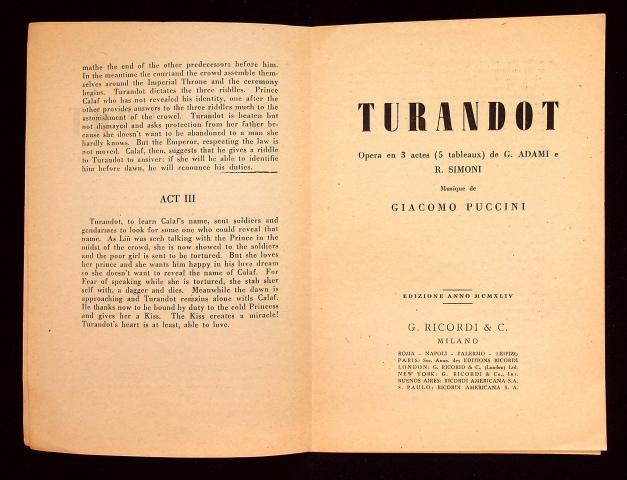 mathe the end of the other predecessors before him.
In the meantime the courtand the crowd assemble them-
selves around the Imperial Throne and the ceremony
begins. Turandot dictates the three riddles. Prince
Calaf who has not revealed his identity, one after the
other provides answers to the three riddles much to the
astonishment of the crowel. Turandot is beaten but
not dismayod and asks protection from her father be-
cause she doesn't want to be abandoned to a man she
hardly knows. But the Emperor, respecting the law is
not moved. Calaf, then, suggests that he gives a riddle
to Turandot to ansiver: if she will be able to identifie
him before dawn, he will renounce his duties.
ACT III
Turandot, to learn Calaf's name, sent soldiers and
gendarmes to look for some one who could reveal that
name. As Liù was seeb talking with the Prince in the
midst of the crowd, she is now showed to the soldiers
and the poor girl is sent to be tortured. But she loves
her prince and she wants him happy in his love dream
so she doesn't want to reveal the name of Calaf. For
Fear of speaking while she is tortured, she stab sher
self with, a dagger and dies. Meanwhile the dawn is
approaching and Turandot remains alone witls Calaf.
He thanks now to be bound by duty to the cold Princess
and gives her a Kiss. The Kiss creates a miracle!
Turandot's heart is at least, able to love.
TURANDOT
Opera en 3 actes (5 tableaux) de G. ADAMI e
R. SIMONI
Musique de
GIACOMO PUCCINI
EDIZIONE ANNO MCMXLIV
G. RICORDI & C.
MILANO
ROMA - NAPOLI - PALERMO - LEIPZIG
PARIS: Soc. Anon. des EDITIONS RICORDI
LONDON: G. RICORID & C., (London) Ltd.
NEW YORK: G. RICORDI & Co., Inc.
BUENOS AIRES: RICORDI AMERICANA S.A.
S. PAULO: RICORDI AMERICANA S. A.